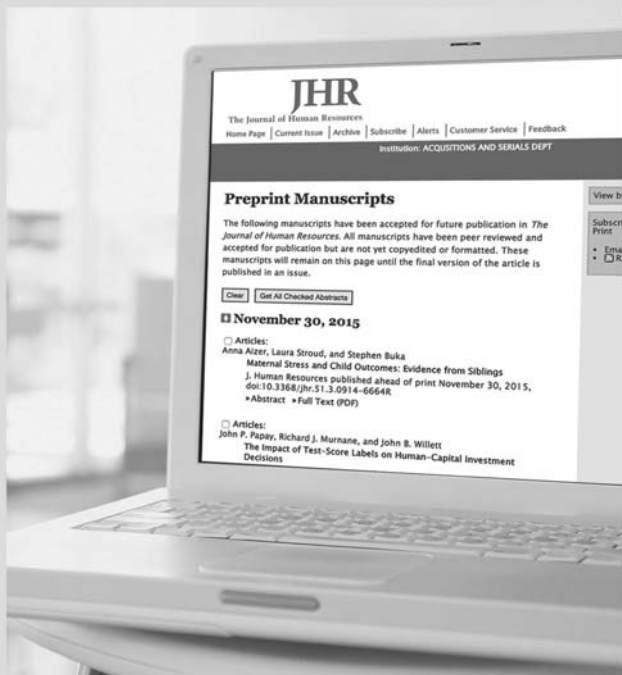 JHR
The Journal of Human Resources
Home Page | Current Issue | Archive | Subscribe | Alerts | Customer Service | Feedback
Institution: ACQUSITIONS AND SERIALS DEPT
Preprint Manuscripts
The following manuscripts have been accepted for future publication in The
Journal of Human Resources. All manuscripts have been peer reviewed and
accepted for publication but are not yet copyedited or formatted. These
manuscripts will remain on this page until the final version of the article is
published in an issue.
Clear Get All Checked Abstracts
November 30, 2015
Articles:
Anna Aizer, Laura Stroud, and Stephen Buka
Maternal Stress and Child Outcomes: Evidence from Siblings
J. Human Resources published ahead of print November 30, 2015,
doi:10.3368/jhr.51.3.0914-6664R
»Abstract »Full Text (PDF)
Articles:
John P. Papay, Richard J. Murnane, and John B. Willett
The Impact of Test-Score Labels on Human-Capital Investment
Decisions
View
Print